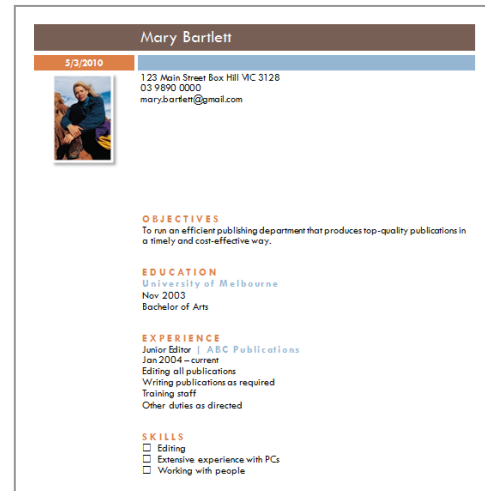 Mary Bartlett
5/3/2010
123 Main Street Box Hill VIC 3128
03 9890 0000
mary.bartlett@gmail.com
OBJECTIVES
To run an efficient publishing department that produces top-quality publications in
a timely and cost-effective way.
EDUCATION
University of Melbourne
Nov 2003
Bachelor of Arts
EXPERIENCE
Junior Editor | ABC Publications
Jan 2004 – current
Editing all publications
Writing publications as required
Training staff
Other duties as directed
SKILLS
☐ Editing
☐ Extensive experience with PCs
☐ Working with people